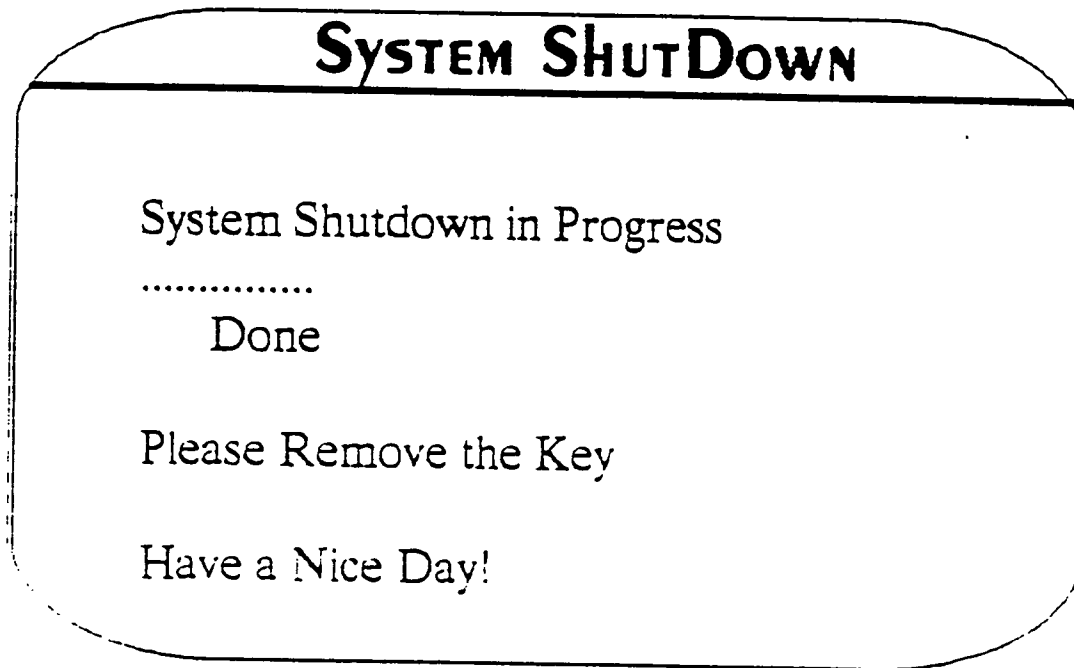 System ShutDown
System Shutdown in Progress
...............
Done
Please Remove the Key
Have a Nice Day!